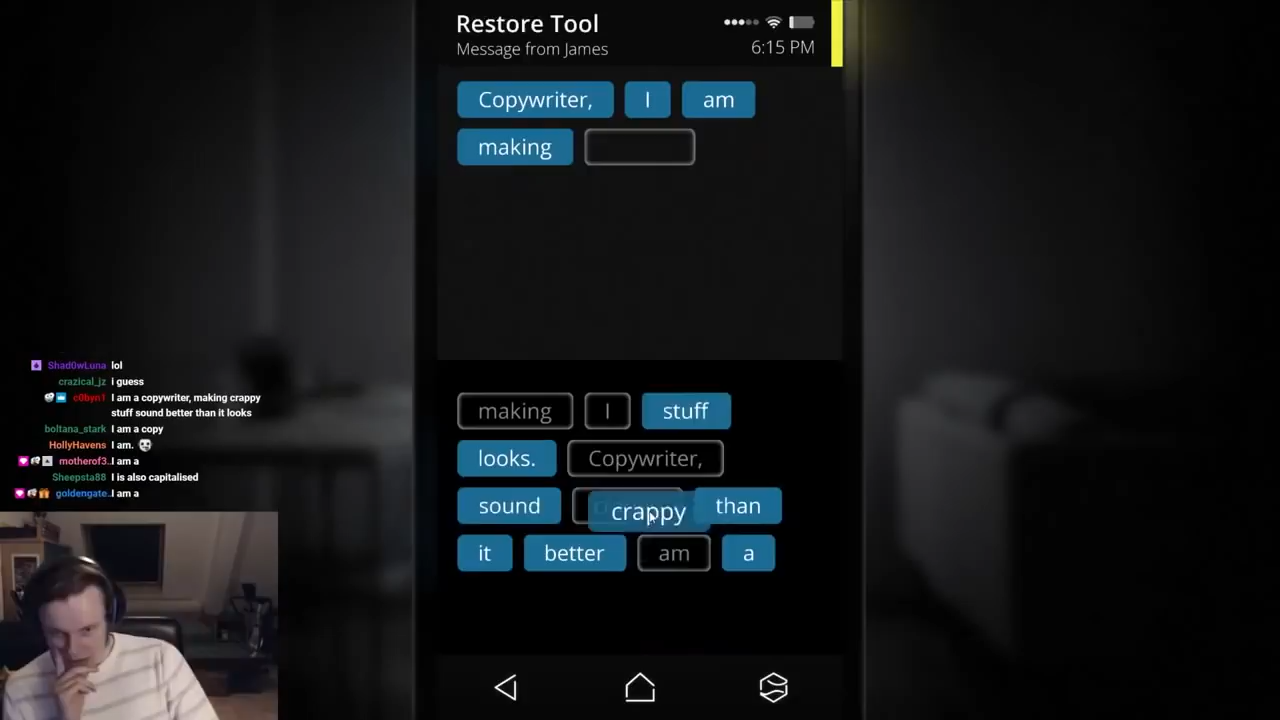 Restore Tool
Message from James
6:15 PM
Copywriter, I am
making
making I stuff
looks. Copywriter,
sound crappy than
it better am a
Shad0wLuna lol
crazical_jz i guess
c0byn1 I am a copywriter, making crappy
stuff sound better than it looks
boltana_stark I am a copy
HollyHavens I am.
motherof3.. I am a
Sheepsta88 I is also capitalised
goldengate.. I am a